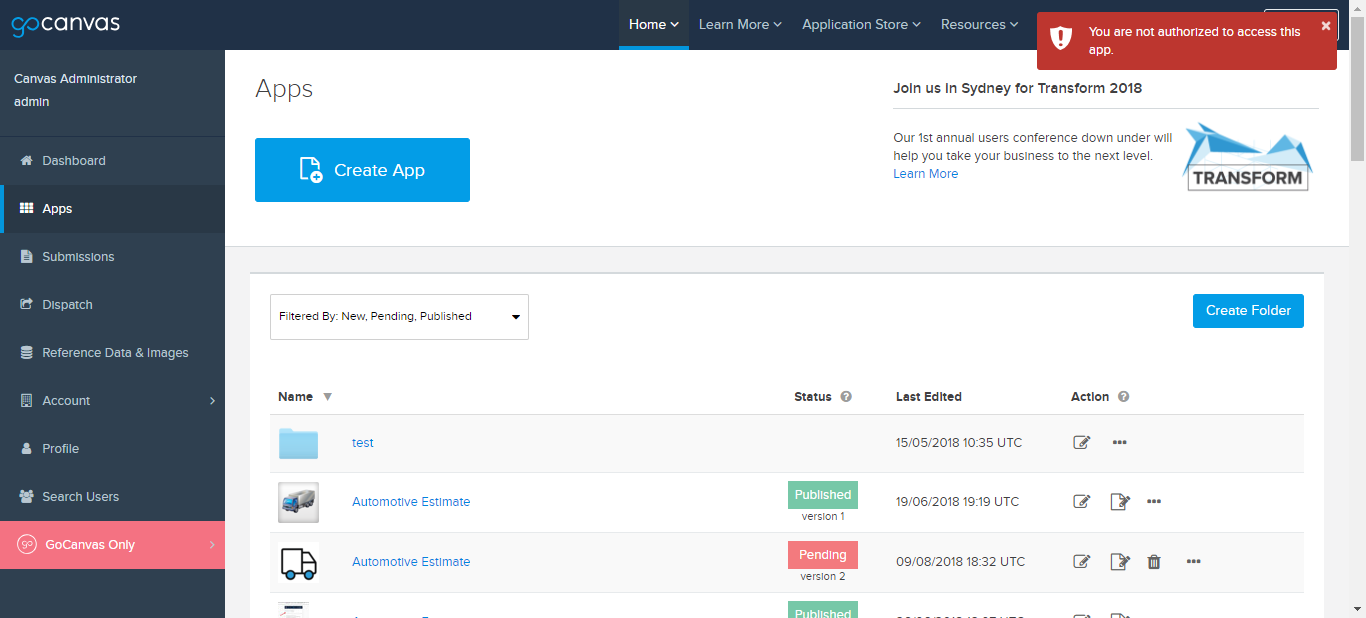 gocanvas
Home
Learn More
Application Store
Resources
You are not authorized to access this
app.
Canvas Administrator
admin
Dashboard
Apps
Submissions
Dispatch
Reference Data & Images
Account
Profile
Search Users
go
GoCanvas Only
Apps
Create App
Join us in Sydney for Transform 2018
Our 1st annual users conference down under will
help you take your business to the next level.
Learn More
TRANSFORM
Filtered By: New, Pending, Published
Create Folder
Name
Status ?
Last Edited
Action ?
test
15/05/2018 10:35 UTC
Automotive Estimate
Published
version 1
19/06/2018 19:19 UTC
Automotive Estimate
Pending
version 2
09/08/2018 18:32 UTC
Published